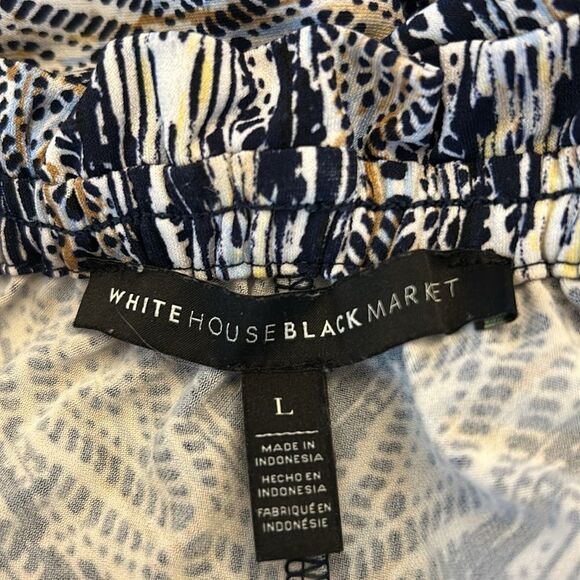 WHITE HOUSE BLACK MARKET
L
MADE IN
INDONESIA
HECHO EN
INDONESIA
FABRIQUÉ EN
INDONÉSIE